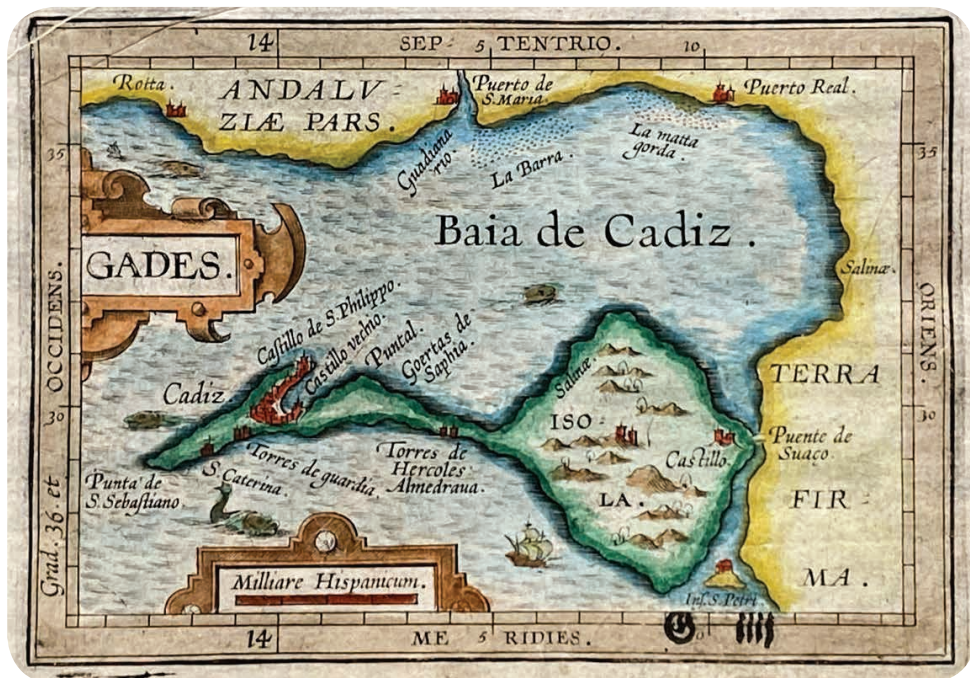 14
SEP- 5 TENTRIO. 10
Rotta.
ANDALV=
ZIÆ PARS.
Puerto de
S. Maria.
Puerto Real.
35
35
Guadiana
rio.
La Barra.
La matta
gorda.
Baia de Cadiz.
GADES.
Salinæ.
OCCIDENS.
ORIENS.
Castillo de S. Philippo.
Castillo veeho.
Puntal.
Goertas de
Saphia.
Cadiz.
Salinæ.
TERRA
30
30
ISO-
Puente de
Suaço.
Castillo.
Torres de
Hercoles
Almedraua.
Torres de guardia.
S. Caterina.
Punta de
S. Sebastiano.
LA.
FIR=
MA.
Grad. 36. et
Milliare Hispanicum.
Inſ. S. Petri.
14
ME 5 RIDIES.